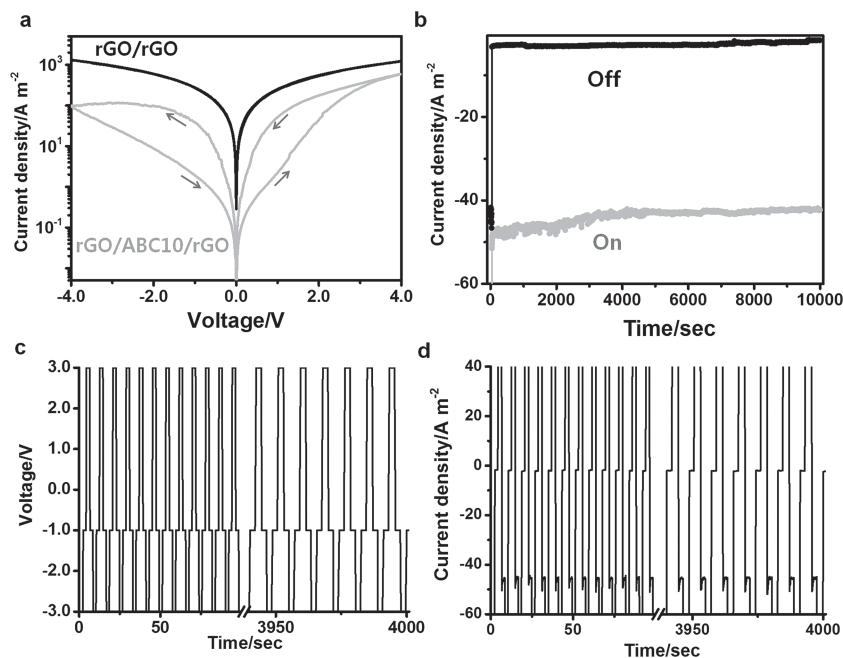 a
rGO/rGO
10³
10¹
10⁻¹
Current density/A m⁻²
rGO/ABC10/rGO
-4.0 -2.0 0.0 2.0 4.0
Voltage/V
b
Off
-20
-40
-60
Current density/A m⁻²
On
0 2000 4000 6000 8000 10000
Time/sec
c
3.0
2.0
1.0
0.0
-1.0
-2.0
-3.0
Voltage/V
0 50 3950 4000
Time/sec
d
40
20
0
-20
-40
-60
Current density/A m⁻²
0 50 3950 4000
Time/sec